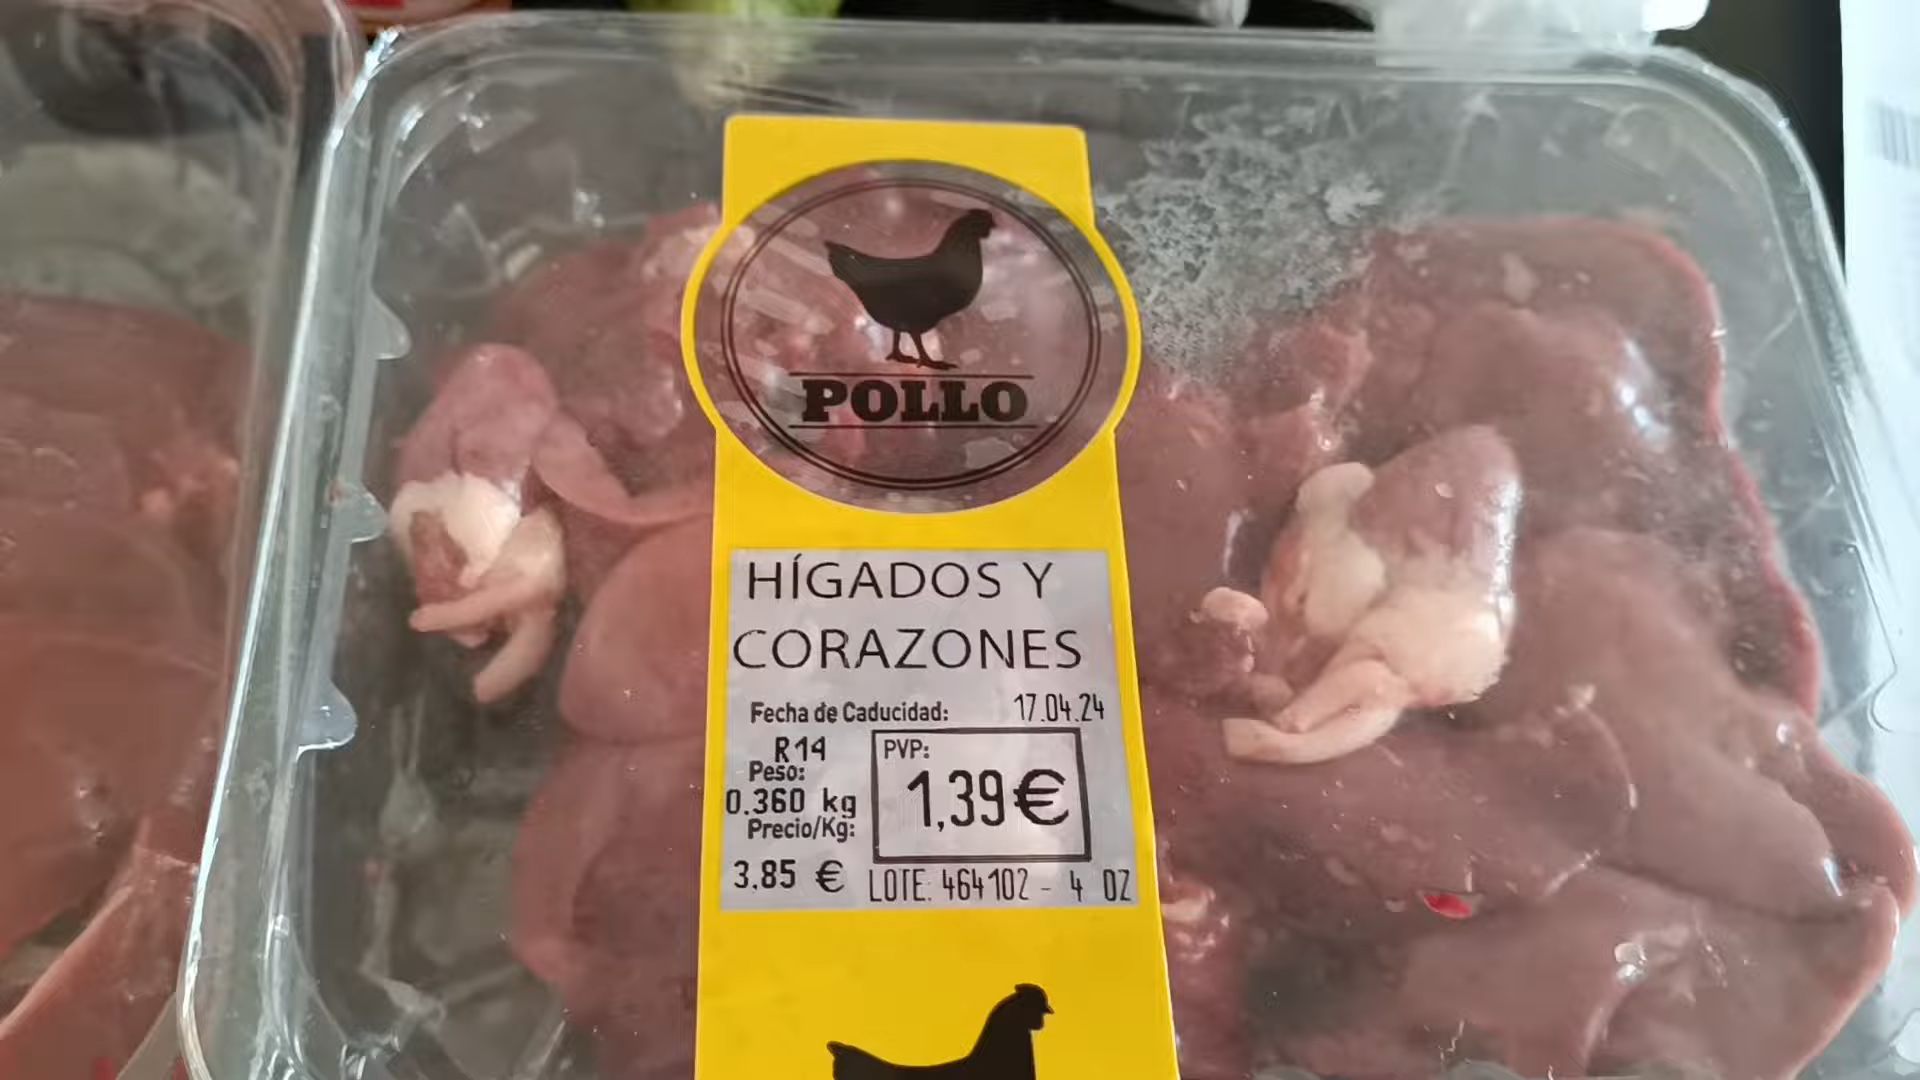 POLLO
HÍGADOS Y
CORAZONES
Fecha de Caducidad: 17.04.24
R14
Peso:
0.360 kg
Precio/Kg:
3.85 €
PVP:
1,39€
LOTE: 464102 - 4 OZ